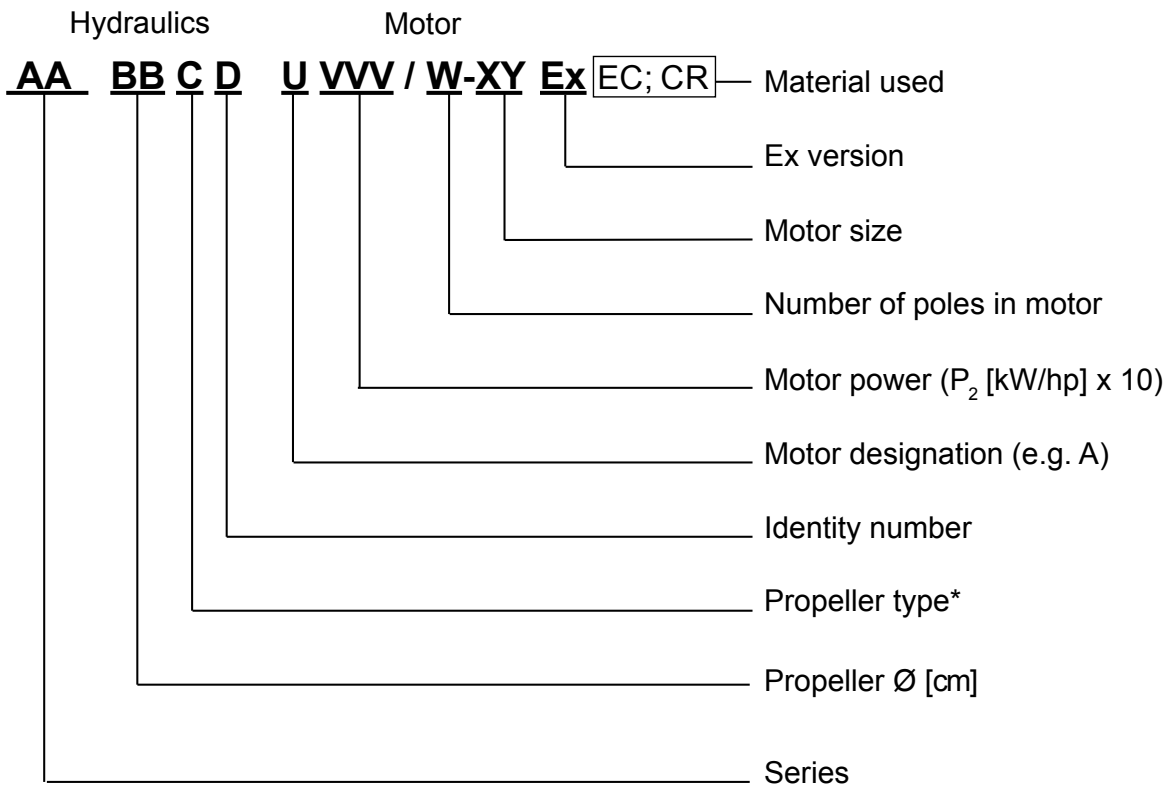 Hydraulics Motor
AA BB C D U VVV / W-XY Ex EC; CR Material used
Ex version
Motor size
Number of poles in motor
Motor power (P₂ [kW/hp] x 10)
Motor designation (e.g. A)
Identity number
Propeller type*
Propeller Ø [cm]
Series